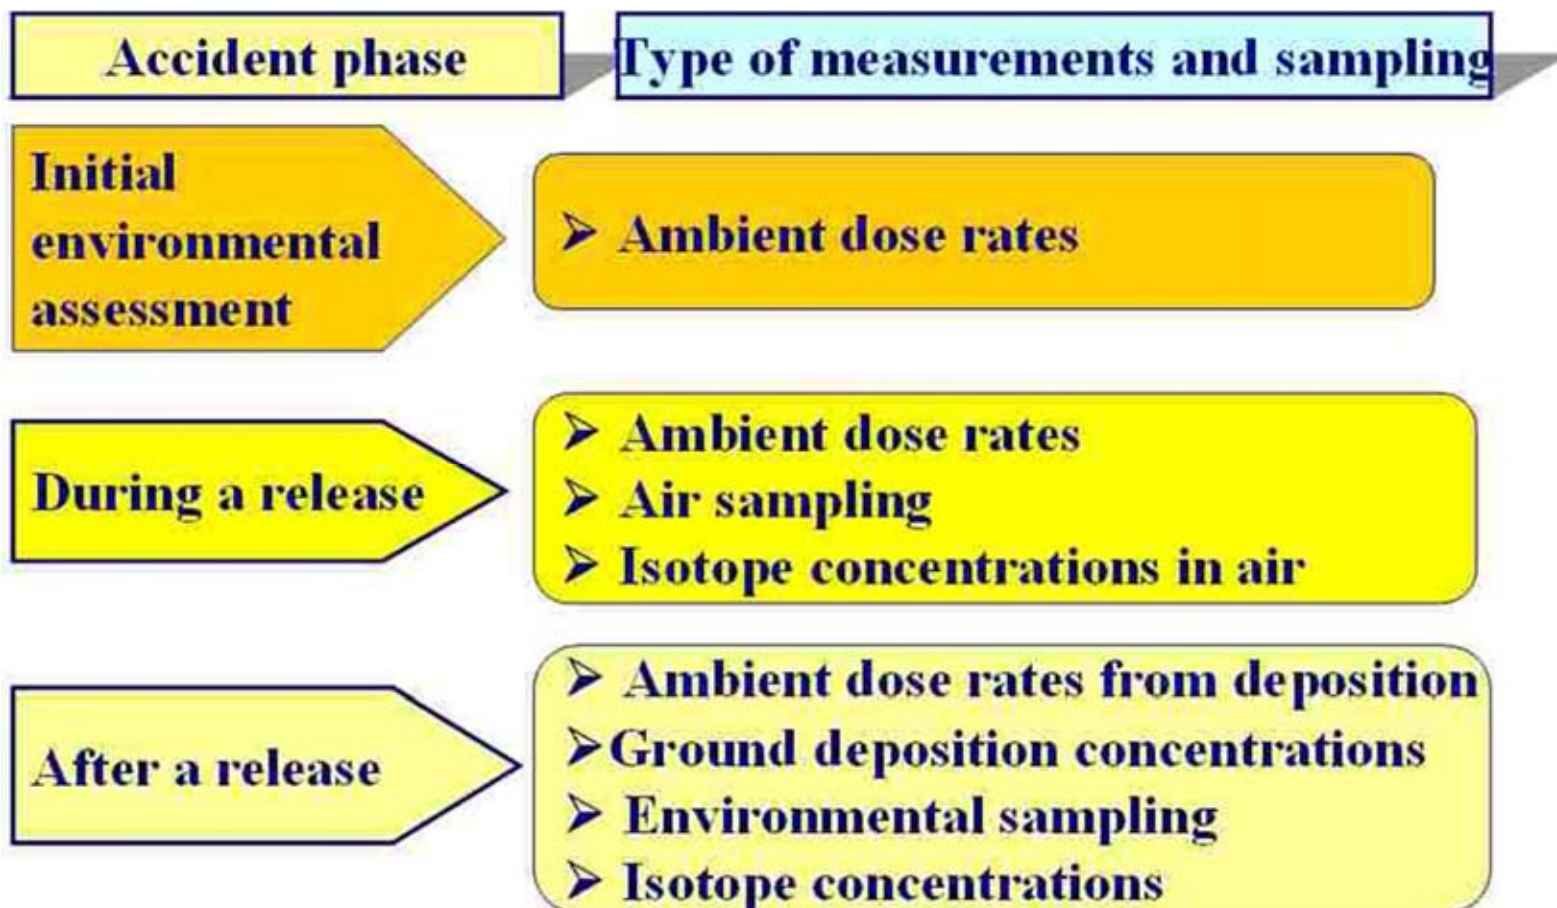 Accident phase
Type of measurements and sampling
Initial
environmental
assessment
➢ Ambient dose rates
During a release
➢ Ambient dose rates
➢ Air sampling
➢ Isotope concentrations in air
After a release
➢ Ambient dose rates from deposition
➢Ground deposition concentrations
➢ Environmental sampling
➢ Isotope concentrations